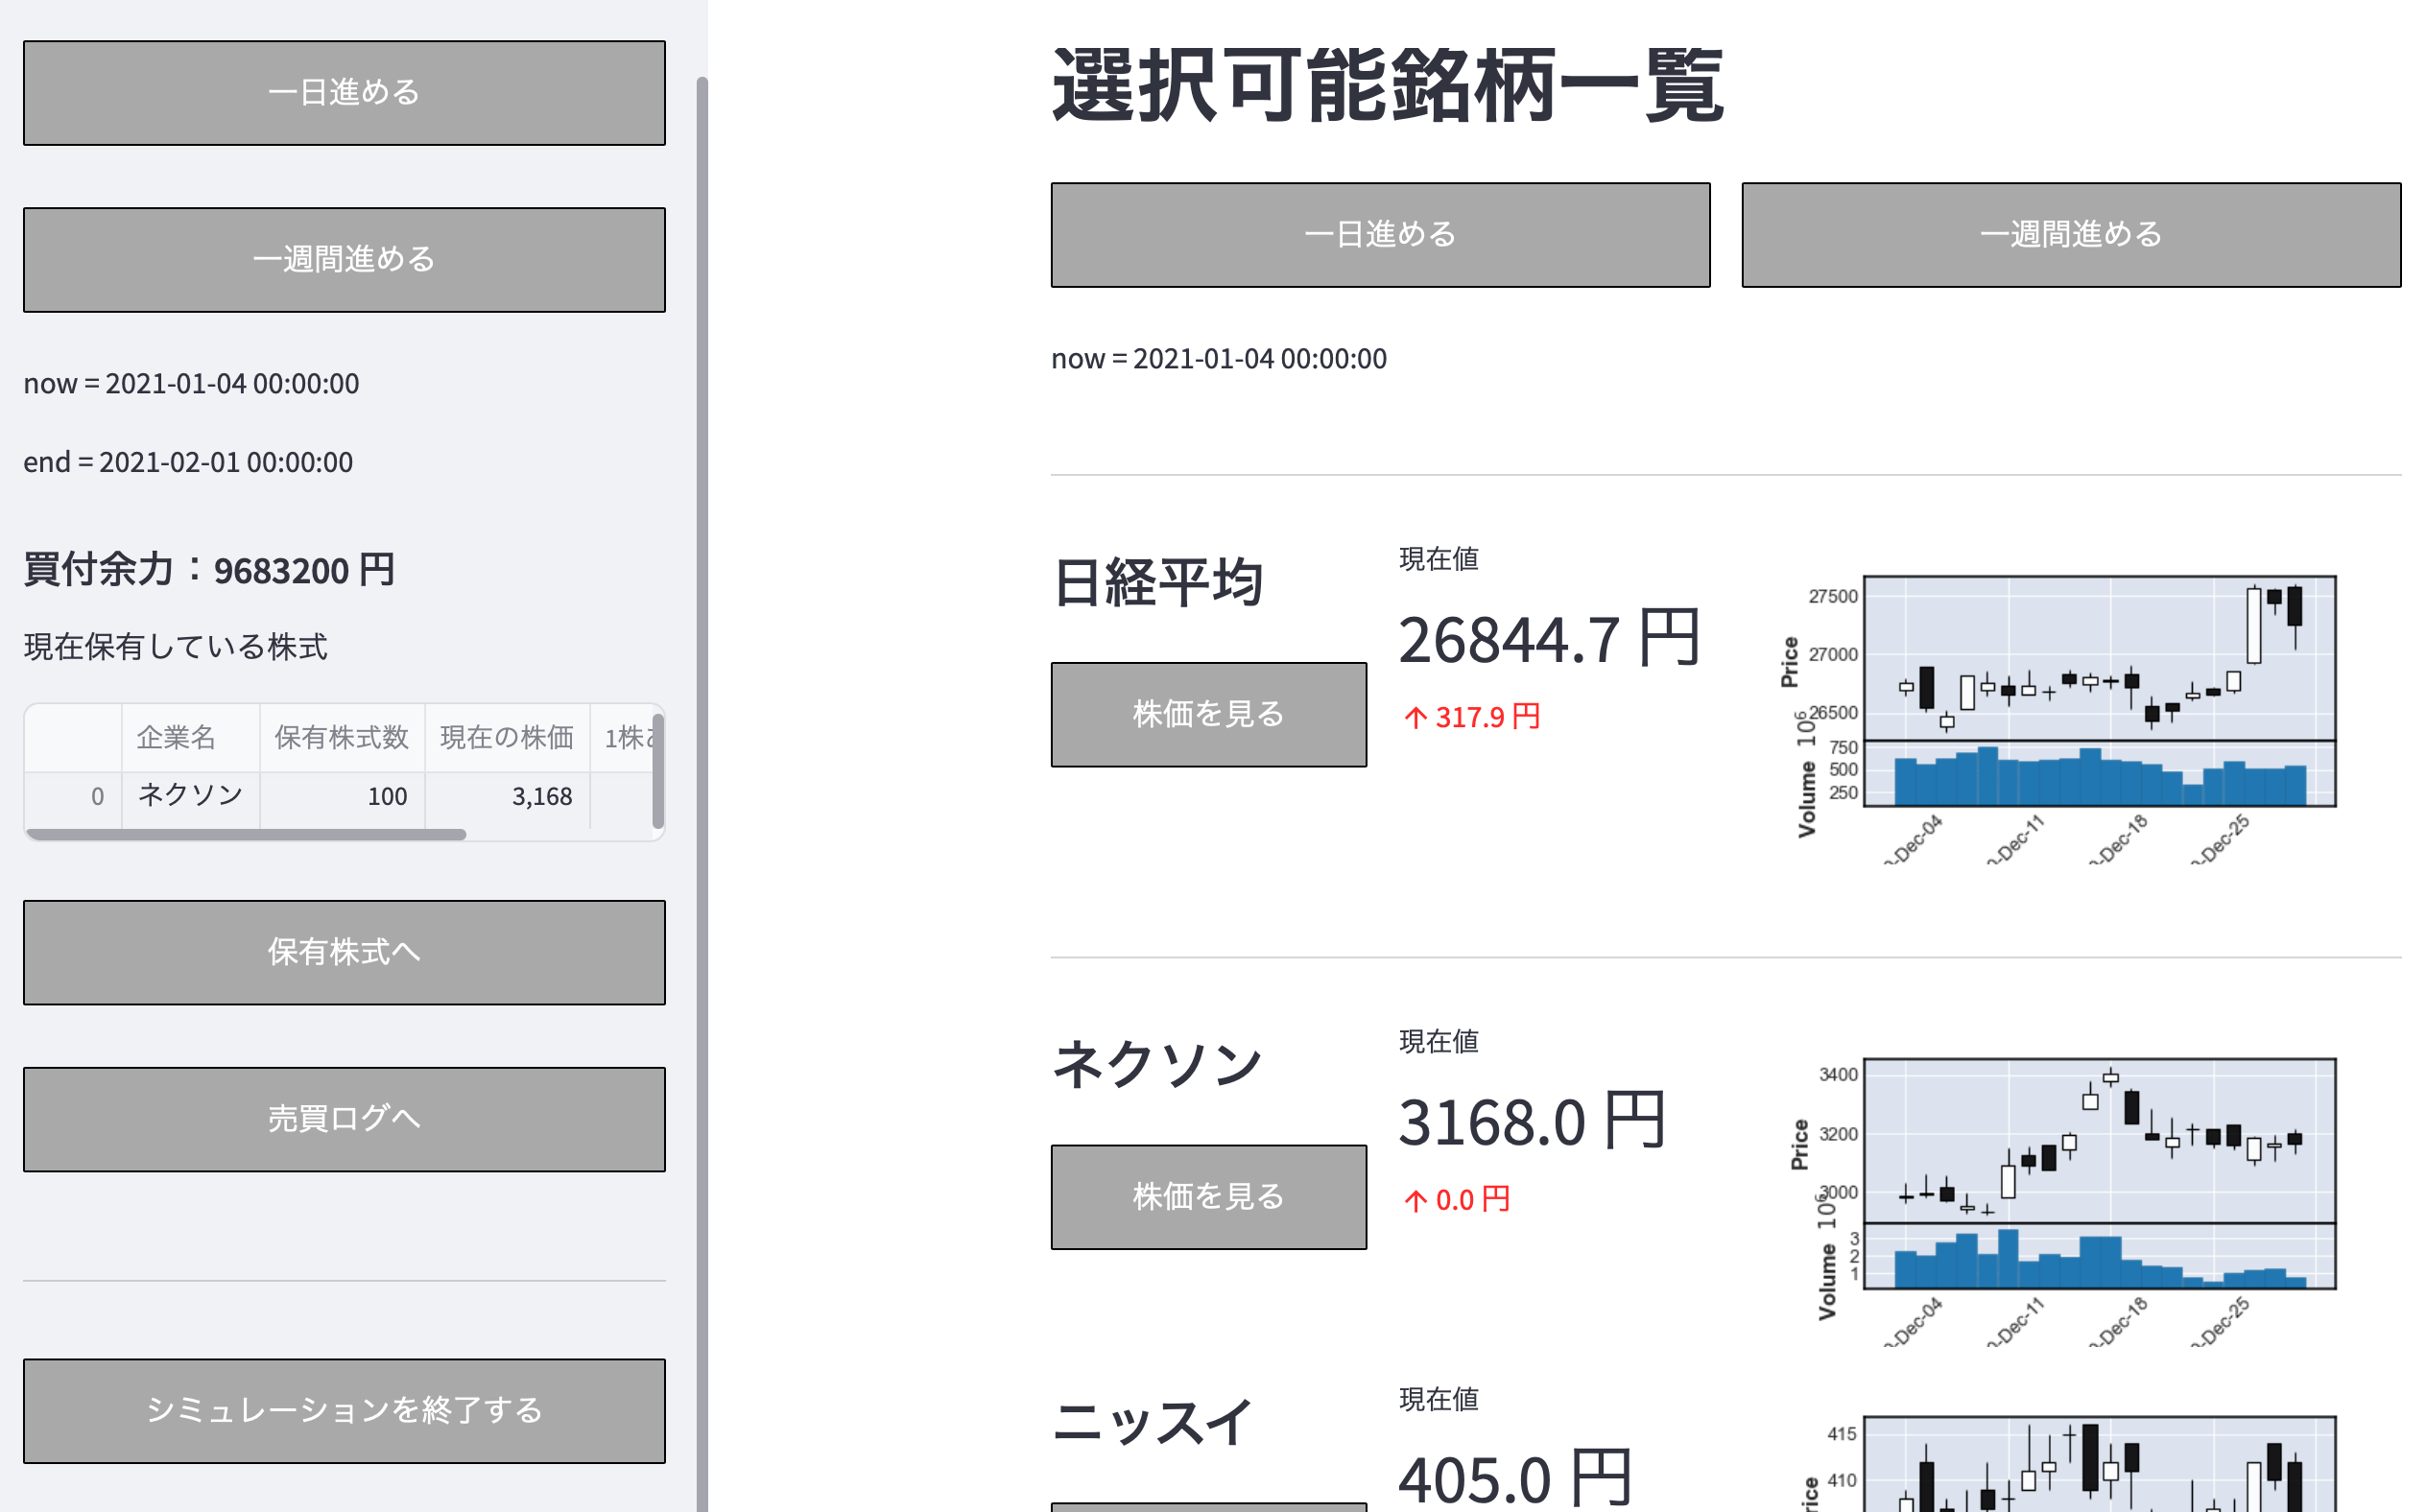 一日進める
一週間進める
now = 2021-01-04 00:00:00
end = 2021-02-01 00:00:00
買付余力：9683200 円
現在保有している株式
企業名 保有株式数 現在の株価 1株
0 ネクソン 100 3,168
保有株式へ
売買ログへ
シミュレーションを終了する
選択可能銘柄一覧
一日進める 一週間進める
now = 2021-01-04 00:00:00
日経平均
株価を見る
現在値
26844.7 円
↑ 317.9 円
Price
27500
27000
26500
Volume 10⁶
750
500
250
-Dec-04 -Dec-11 -Dec-18 -Dec-25
ネクソン
株価を見る
現在値
3168.0 円
↑ 0.0 円
Price
3400
3200
3000
Volume 10⁶
3
2
1
-Dec-04 -Dec-11 -Dec-18 -Dec-25
ニッスイ
現在値
405.0 円
rice
415
410